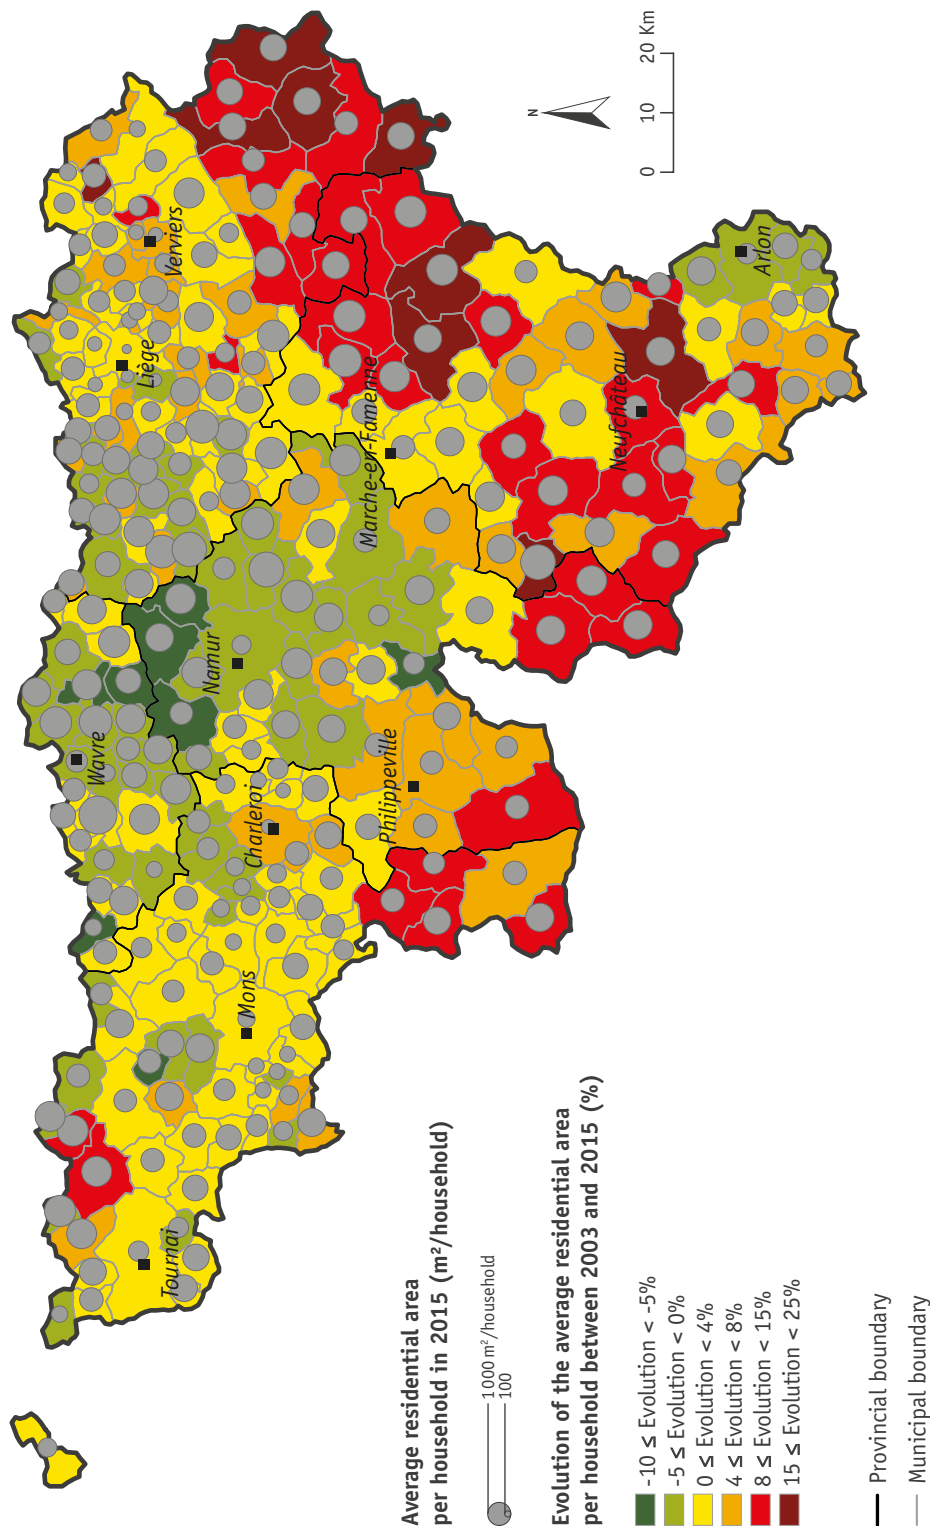 Tournai
Mons
Charleroi
Wavre
Namur
Philippeville
Marche-en-Famenne
Liège
Verviers
Neufchâteau
Arlon
N
0 10 20 Km
Average residential area
per household in 2015 (m²/household)
1000 m²/household
100
Evolution of the average residential area
per household between 2003 and 2015 (%)
-10 ≤ Evolution < -5%
-5 ≤ Evolution < 0%
0 ≤ Evolution < 4%
4 ≤ Evolution < 8%
8 ≤ Evolution < 15%
15 ≤ Evolution < 25%
Provincial boundary
Municipal boundary